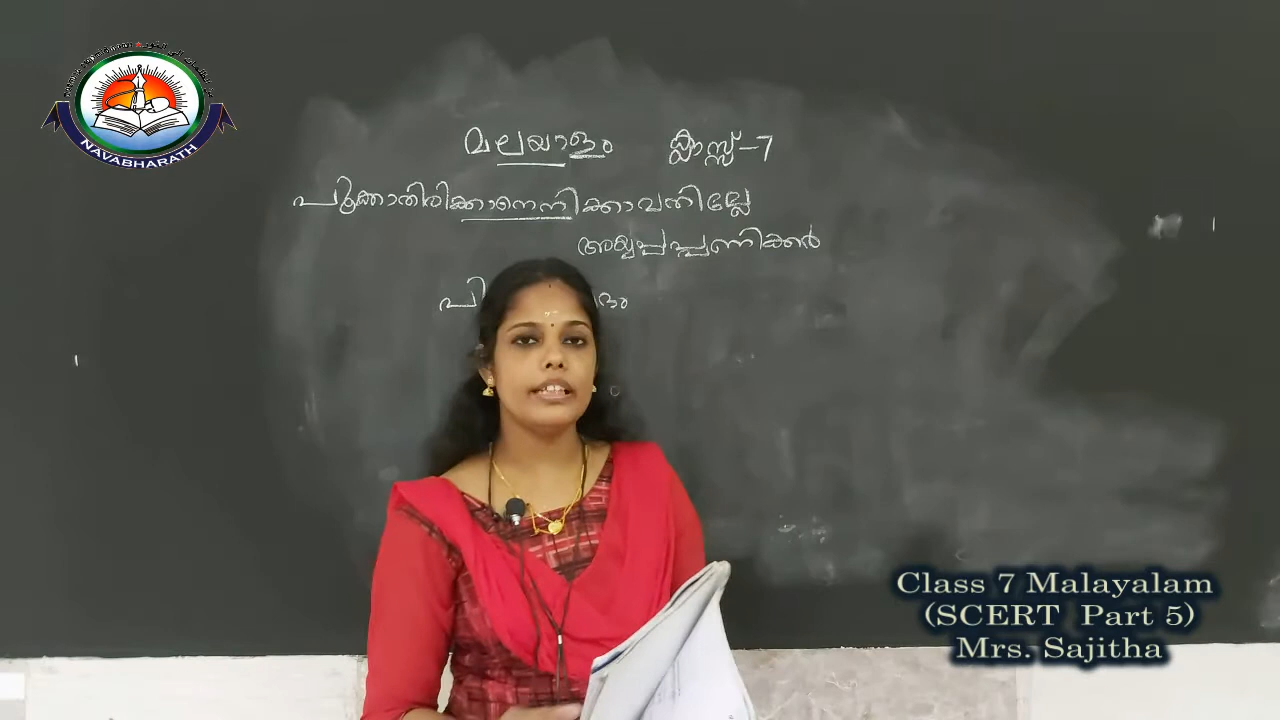 NAVABHARATH
മലയാളം ക്ലാസ്സ്-7
പൂക്കാതിരിക്കാനെനിക്കാവതില്ലേ
അയ്യപ്പപ്പണിക്കർ
Class 7 Malayalam
(SCERT Part 5)
Mrs. Sajitha